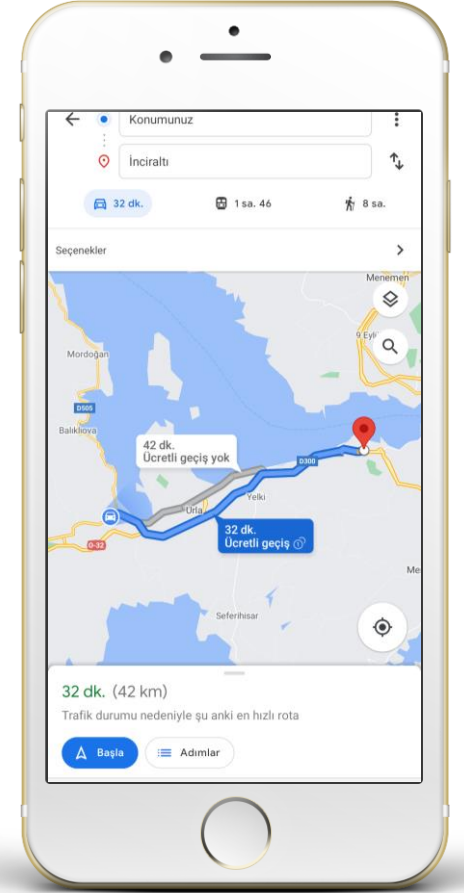 Konumunuz
İnciraltı
32 dk.
1 sa. 46
8 sa.
Seçenekler
Menemen
9 Eyl
Mordoğan
D505
Balıklıova
42 dk.
Ücretli geçiş yok
D300
Urla
Yelki
32 dk.
Ücretli geçiş
O-32
Me
Seferihisar
32 dk. (42 km)
Trafik durumu nedeniyle şu anki en hızlı rota
Başla
Adımlar